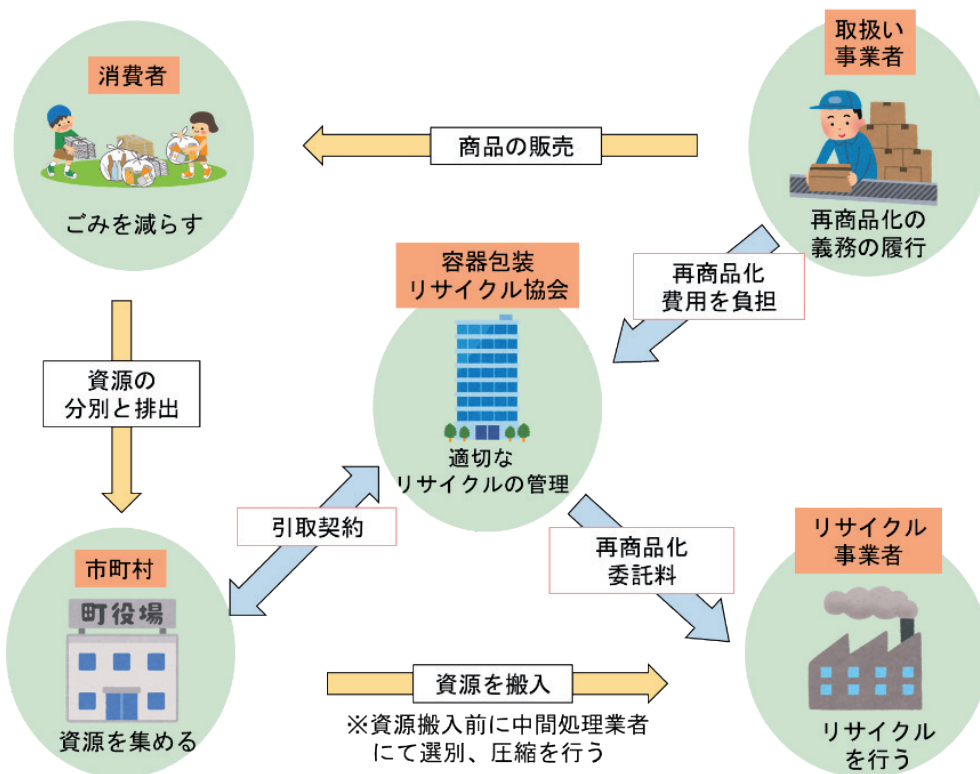 消費者
ごみを減らす
商品の販売
取扱い
事業者
再商品化の
義務の履行
容器包装
リサイクル協会
適切な
リサイクルの管理
再商品化
費用を負担
資源の
分別と排出
引取契約
再商品化
委託料
市町村
町役場
資源を集める
資源を搬入
※資源搬入前に中間処理業者
にて選別、圧縮を行う
リサイクル
事業者
リサイクル
を行う